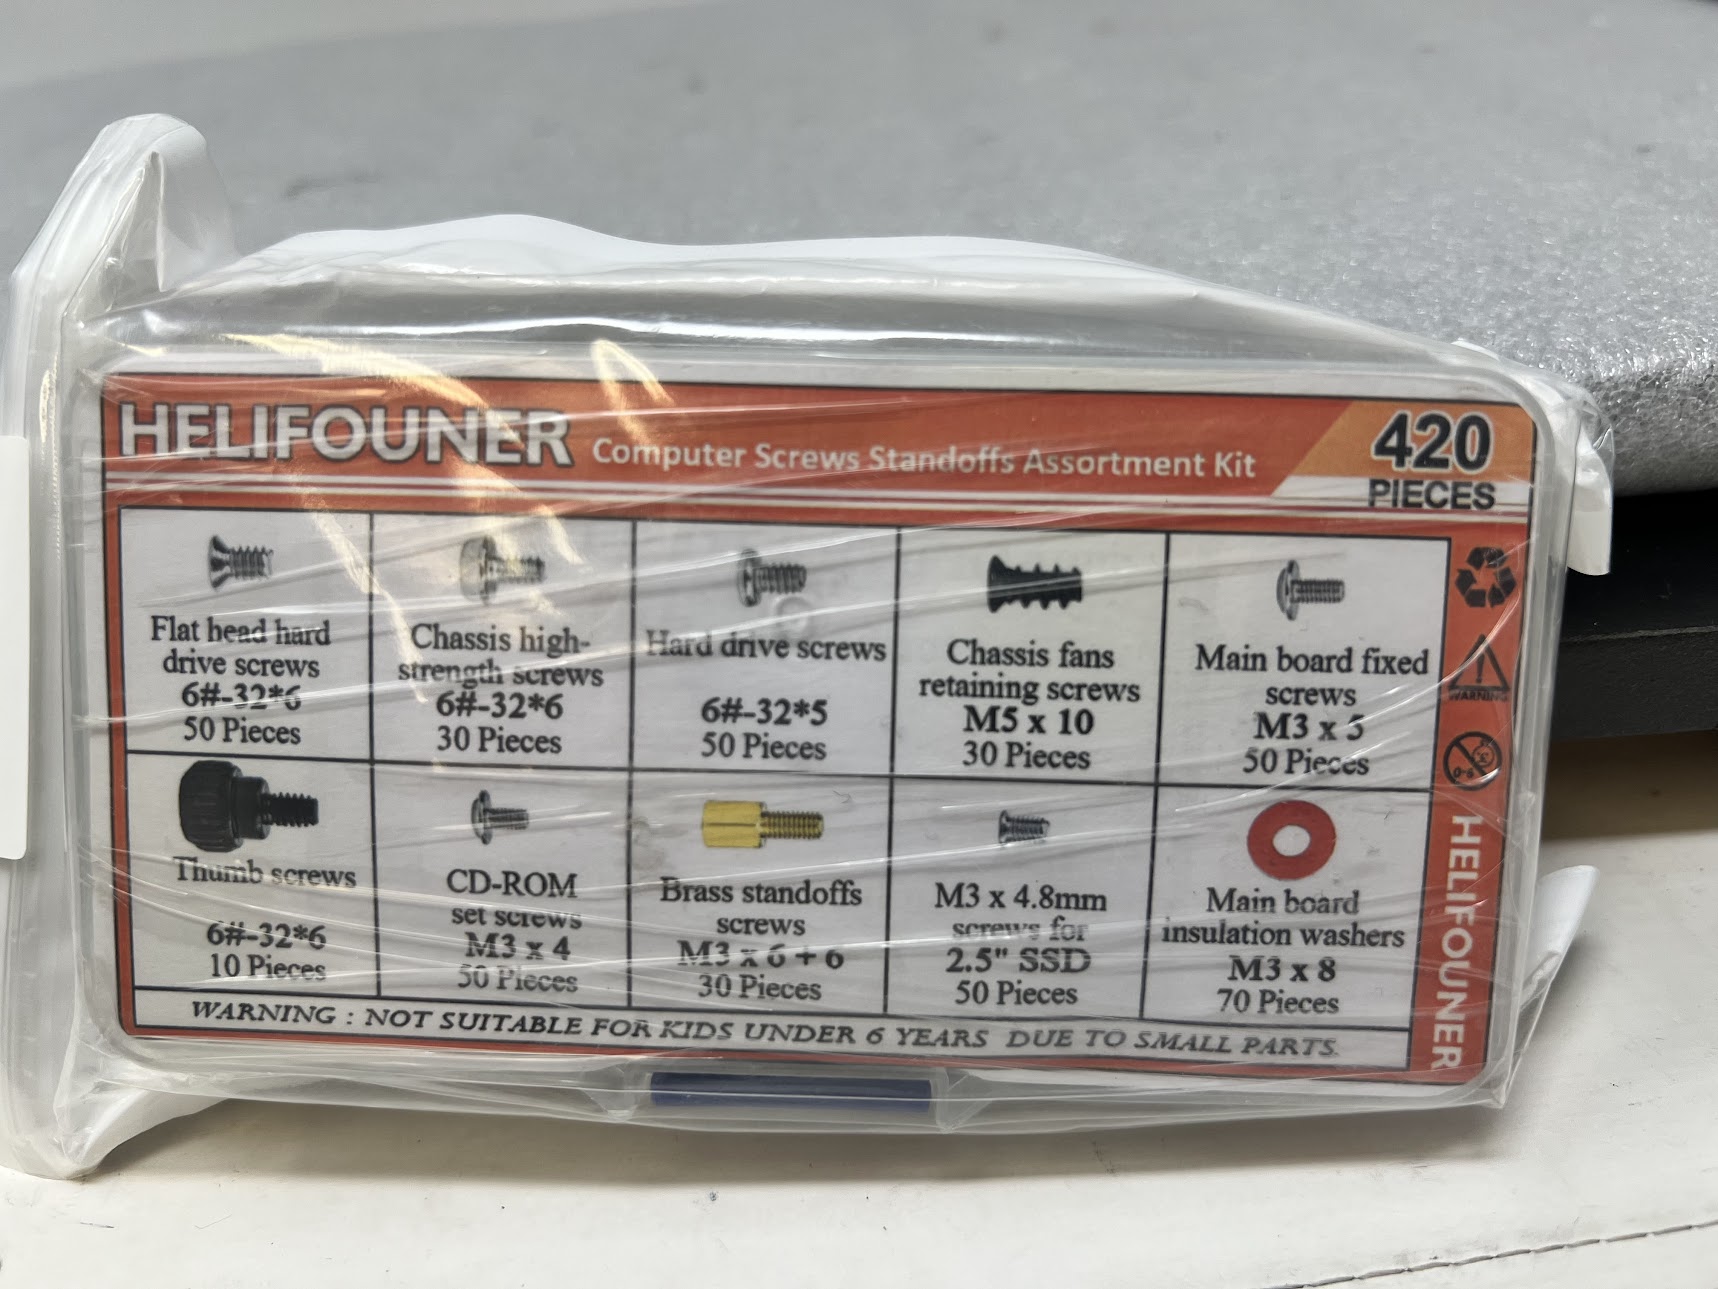 HELIFOUNER
Computer Screws Standoffs Assortment Kit
420
PIECES
Flat head hard
drive screws
6#-32*6
50 Pieces
Chassis high-
strength screws
6#-32*6
30 Pieces
Hard drive screws
6#-32*5
50 Pieces
Chassis fans
retaining screws
M5 x 10
30 Pieces
Main board fixed
screws
M3 x 5
50 Pieces
Thumb screws
6#-32*6
10 Pieces
CD-ROM
set screws
M3 x 4
50 Pieces
Brass standoffs
screws
M3 x 6 + 6
30 Pieces
M3 x 4.8mm
screws for
2.5" SSD
50 Pieces
Main board
insulation washers
M3 x 8
70 Pieces
WARNING : NOT SUITABLE FOR KIDS UNDER 6 YEARS DUE TO SMALL PARTS.
WARNING
0-6
HELIFOUNER